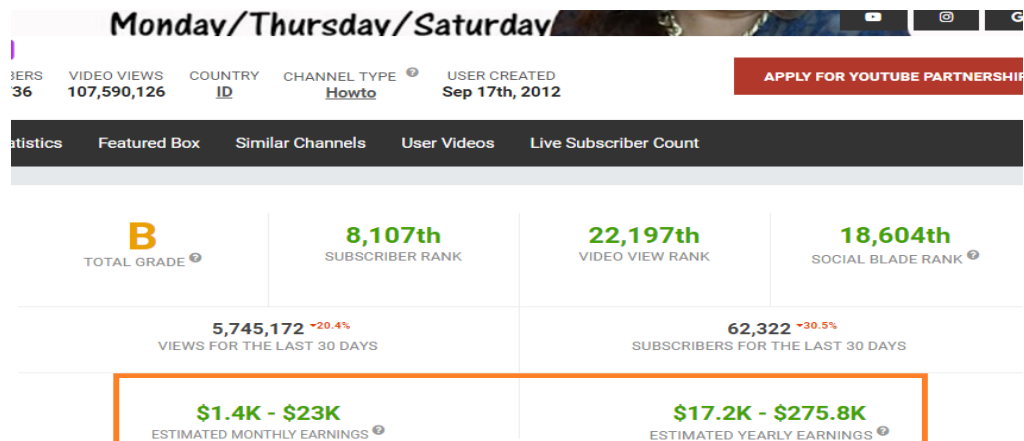 Monday/Thursday/Saturday
VIDEO VIEWS COUNTRY CHANNEL TYPE USER CREATED
107,590,126 ID Howto Sep 17th, 2012
APPLY FOR YOUTUBE PARTNERSHIP
Featured Box Similar Channels User Videos Live Subscriber Count
B 8,107th 22,197th 18,604th
TOTAL GRADE SUBSCRIBER RANK VIDEO VIEW RANK SOCIAL BLADE RANK
5,745,172 -20.4% 62,322 -30.5%
VIEWS FOR THE LAST 30 DAYS SUBSCRIBERS FOR THE LAST 30 DAYS
$1.4K - $23K $17.2K - $275.8K
ESTIMATED MONTHLY EARNINGS ESTIMATED YEARLY EARNINGS